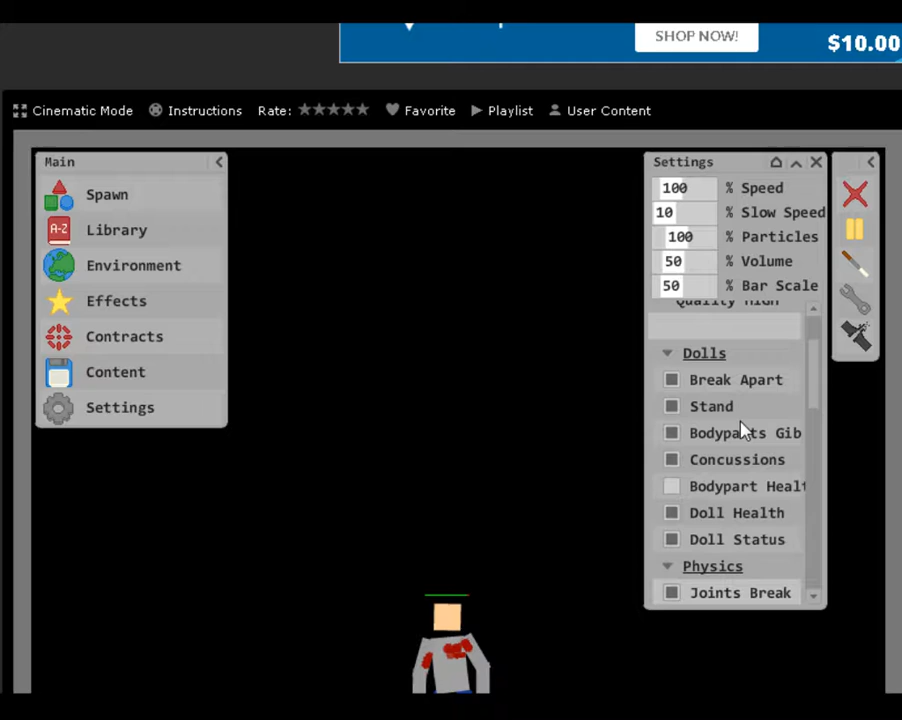 SHOP NOW!
$10.00
Cinematic Mode Instructions Rate: Favorite Playlist User Content
Main
Spawn
Library
A-Z
Environment
Effects
Contracts
Content
Settings
Settings
100 % Speed
10 % Slow Speed
100 % Particles
50 % Volume
50 % Bar Scale
Quality High
Dolls
Break Apart
Stand
Bodyparts Gib
Concussions
Bodypart Healt
Doll Health
Doll Status
Physics
Joints Break